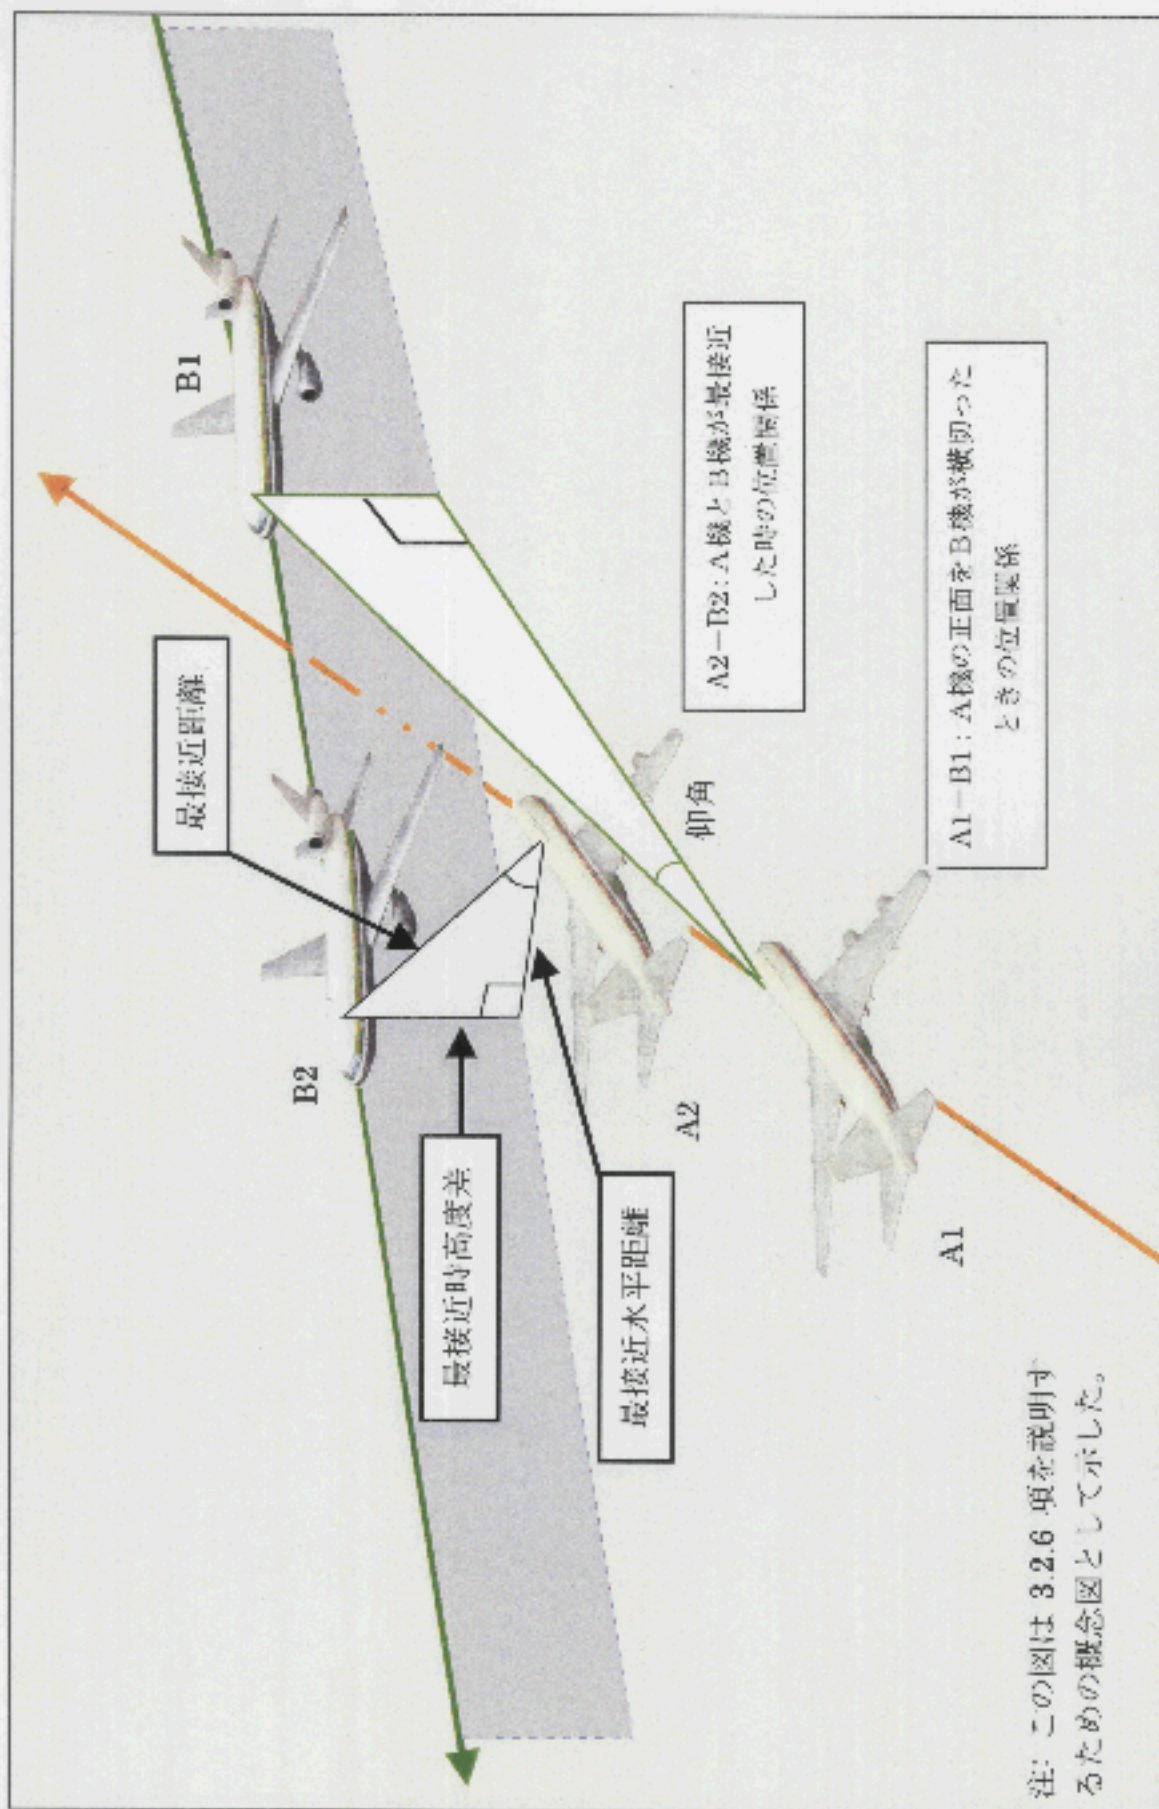 B1
最接近距離
B2
最接近時高度差
最接近水平距離
仰角
A2
A1
A2－B2：A機とB機が最接近
した時の位置関係
A1－B1：A機の正面をB機が横切った
ときの位置関係
注：この図は 3.2.6 項を説明す
るための概念図として示した。